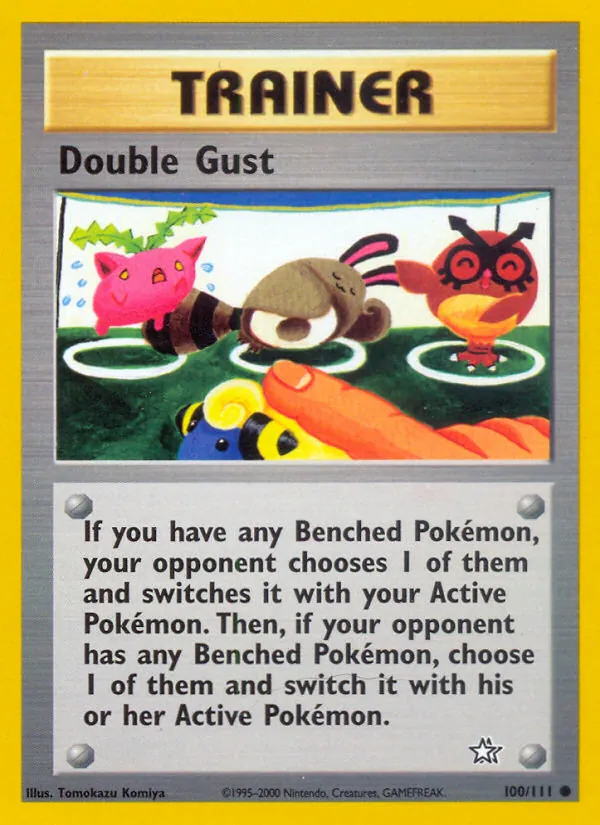 TRAINER
Double Gust
If you have any Benched Pokémon,
your opponent chooses 1 of them
and switches it with your Active
Pokémon. Then, if your opponent
has any Benched Pokémon, choose
1 of them and switch it with his
or her Active Pokémon.
Illus. Tomokazu Komiya ©1995-2000 Nintendo, Creatures, GAMEFREAK. 100/111 ●